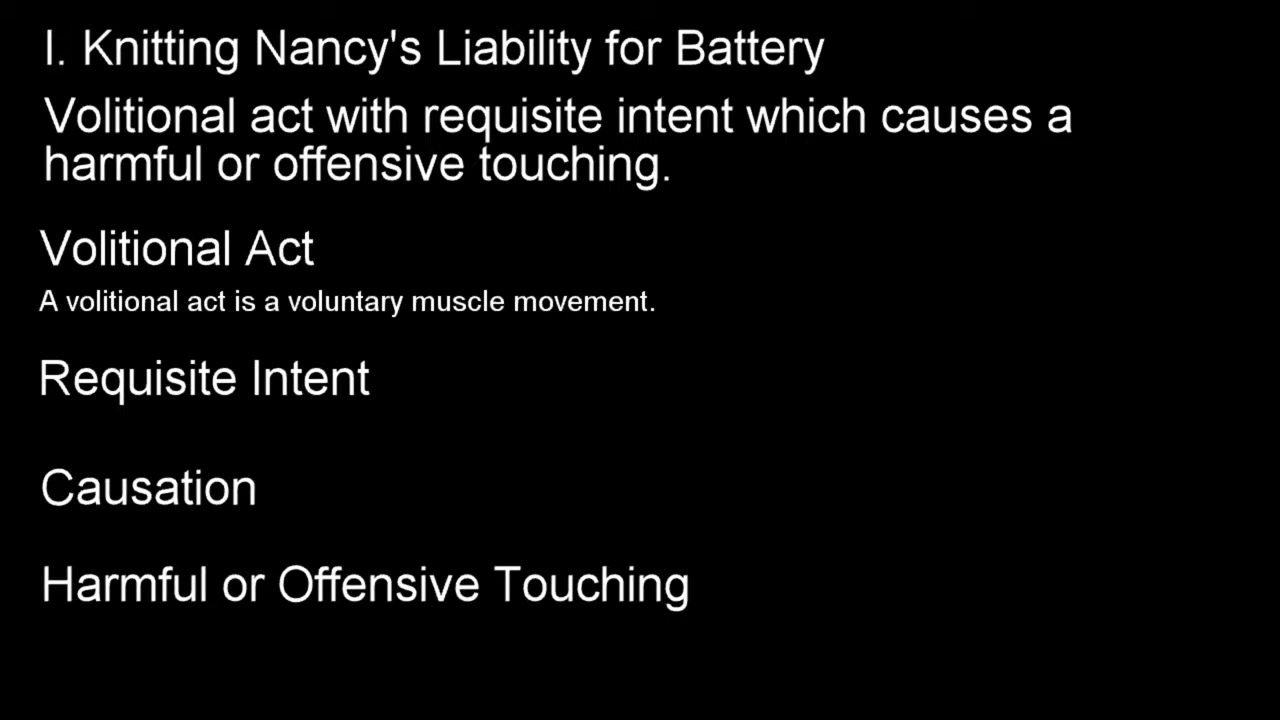 I. Knitting Nancy's Liability for Battery
Volitional act with requisite intent which causes a
harmful or offensive touching.
Volitional Act
A volitional act is a voluntary muscle movement.
Requisite Intent
Causation
Harmful or Offensive Touching